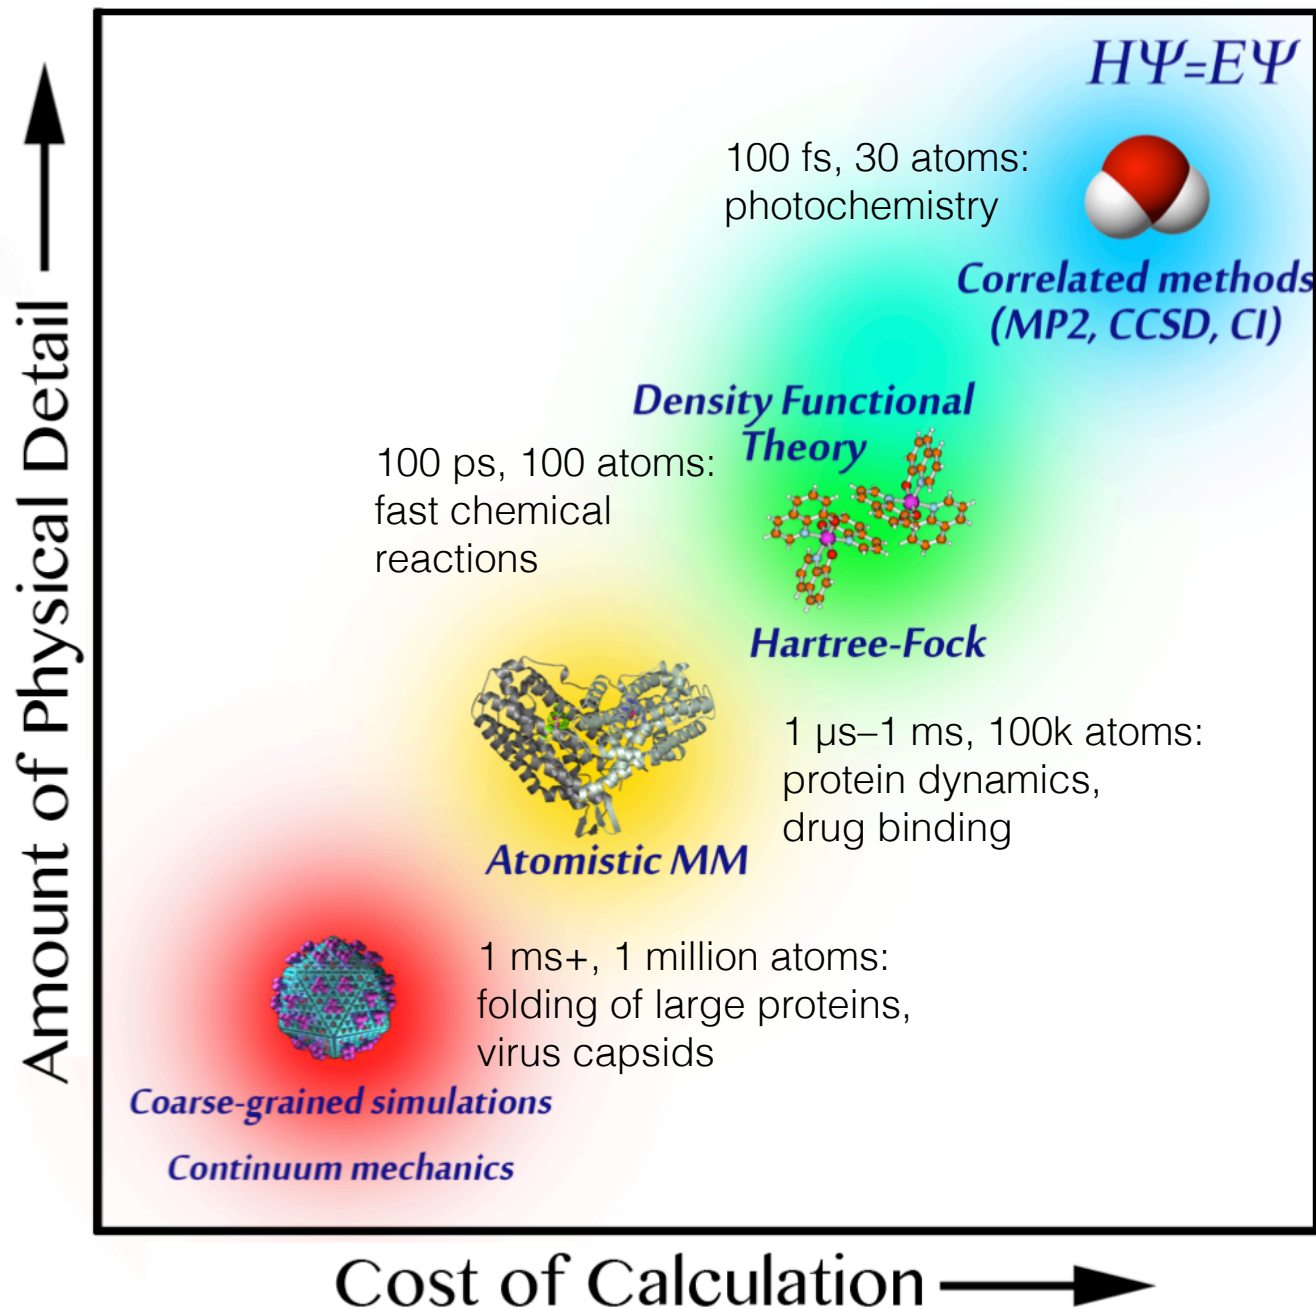 Amount of Physical Detail
HΨ=EΨ
100 fs, 30 atoms:
photochemistry
Correlated methods
(MP2, CCSD, CI)
Density Functional
Theory
100 ps, 100 atoms:
fast chemical
reactions
Hartree-Fock
1 µs–1 ms, 100k atoms:
protein dynamics,
drug binding
Atomistic MM
1 ms+, 1 million atoms:
folding of large proteins,
virus capsids
Coarse-grained simulations
Continuum mechanics
Cost of Calculation